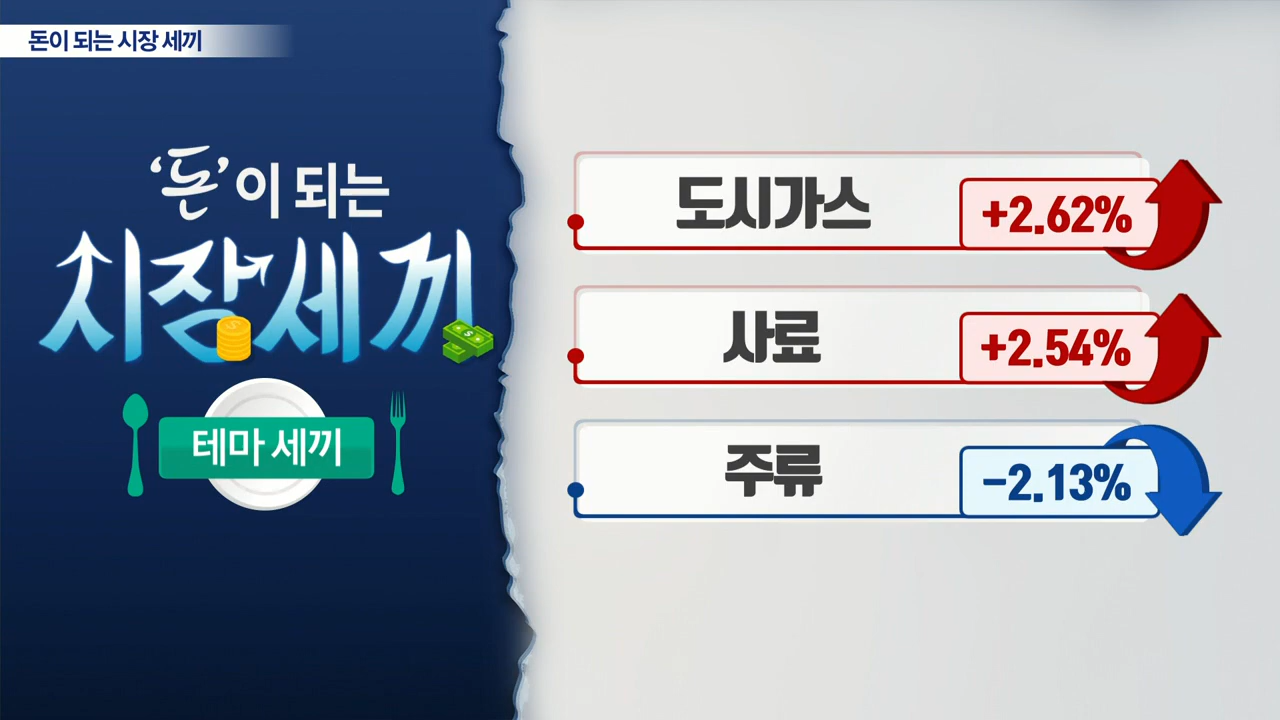 돈이 되는 시장 세끼
‘돈’이 되는
시장세끼
테마 세끼
도시가스
+2.62%
사료
+2.54%
주류
-2.13%